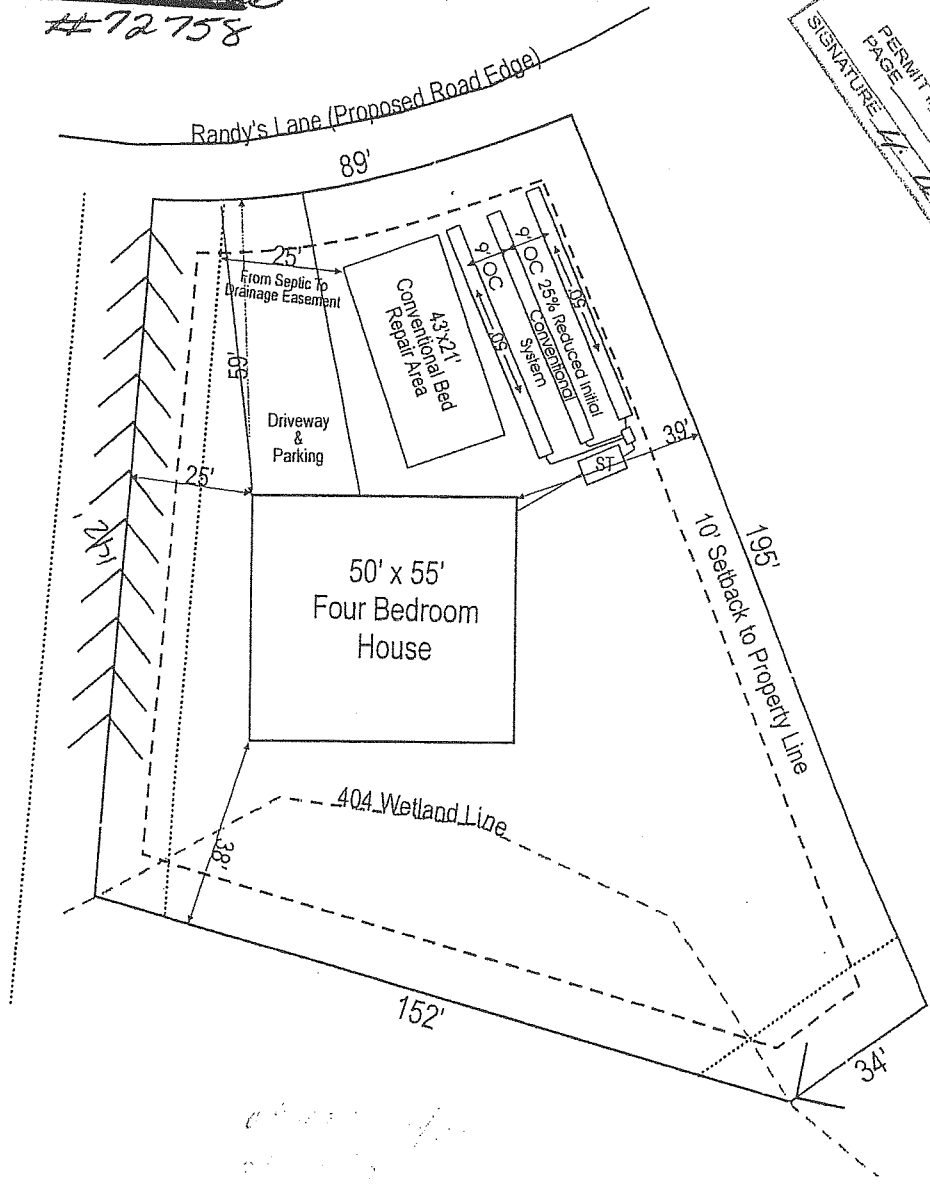 #72758
PERMIT
PAGE
SIGNATURE
Randy's Lane (Proposed Road Edge)
89'
25'
From Septic To
Drainage Easement
59'
Driveway
&
Parking
43'x21'
Conventional Bed
Repair Area
9' OC
9' OC
50'
50'
25% Reduced Initial
Conventional
System
ST
39'
25'
142'
195'
10' Setback to Property Line
50' x 55'
Four Bedroom
House
404 Wetland Line
38'
152'
34'